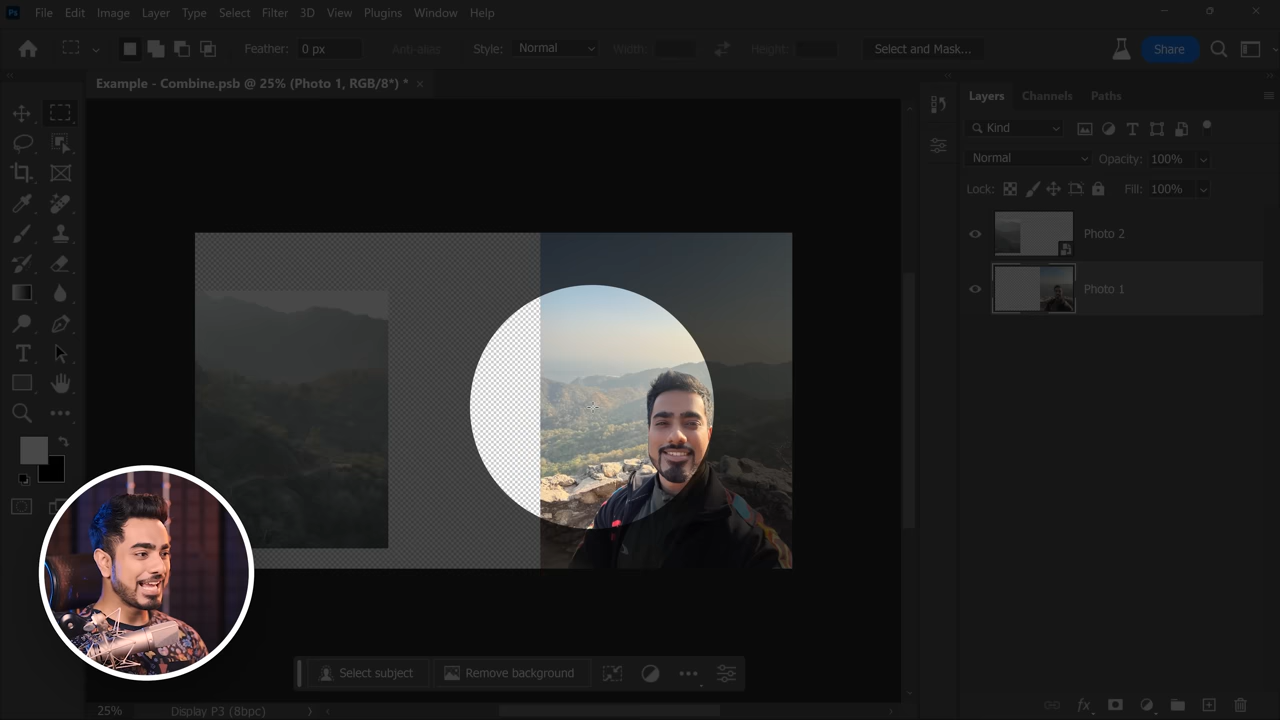 Ps File Edit Image Layer Type Select Filter 3D View Plugins Window Help
Feather: 0 px Anti-alias Style: Normal Width: Height: Select and Mask... Share
Example - Combine.psb @ 25% (Photo 1, RGB/8*) * ×
Layers Channels Paths
Kind
Normal Opacity: 100%
Lock: Fill: 100%
Photo 2
Photo 1
Select subject Remove background
25% Display P3 (8bpc)